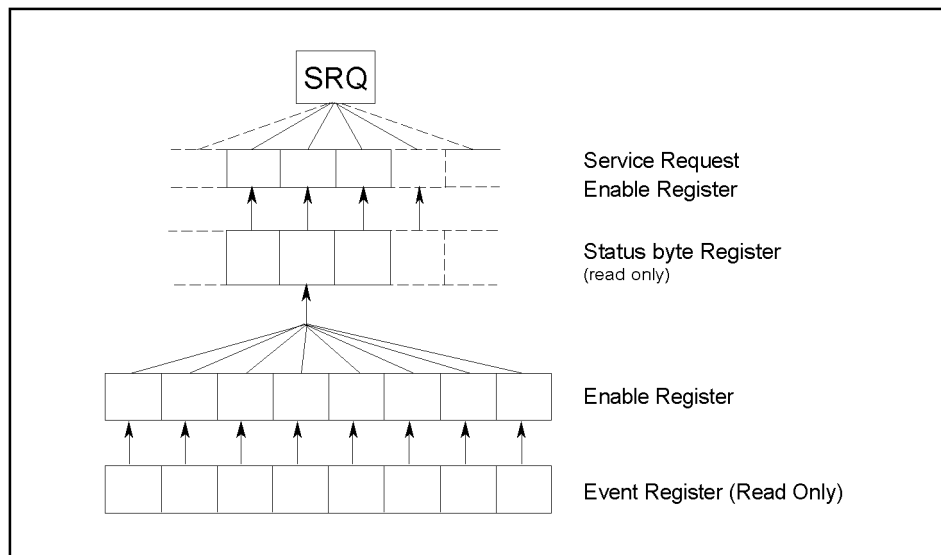 SRQ
Service Request
Enable Register
Status byte Register
(read only)
Enable Register
Event Register (Read Only)